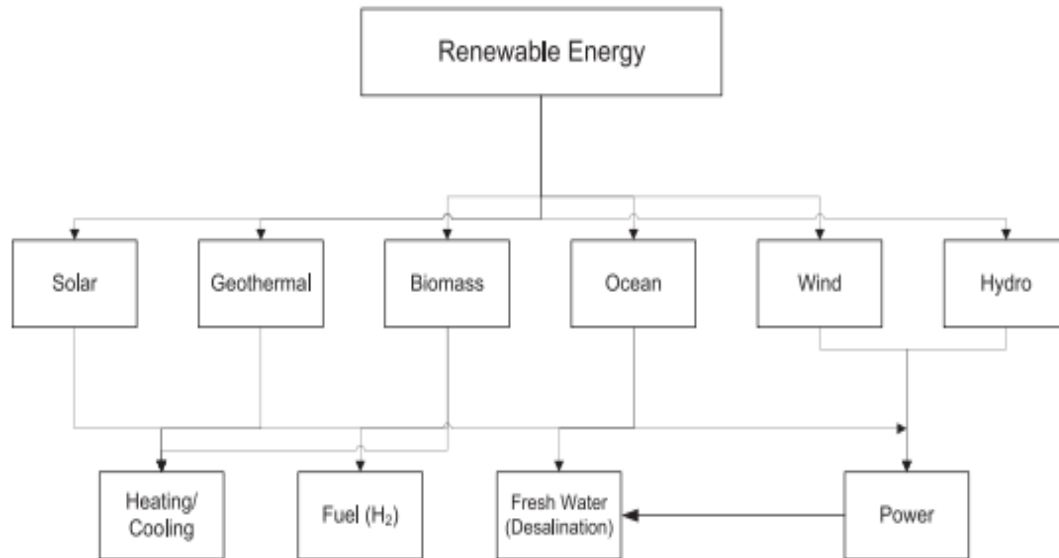 Renewable Energy
Solar
Geothermal
Biomass
Ocean
Wind
Hydro
Heating/
Cooling
Fuel (H₂)
Fresh Water
(Desalination)
Power